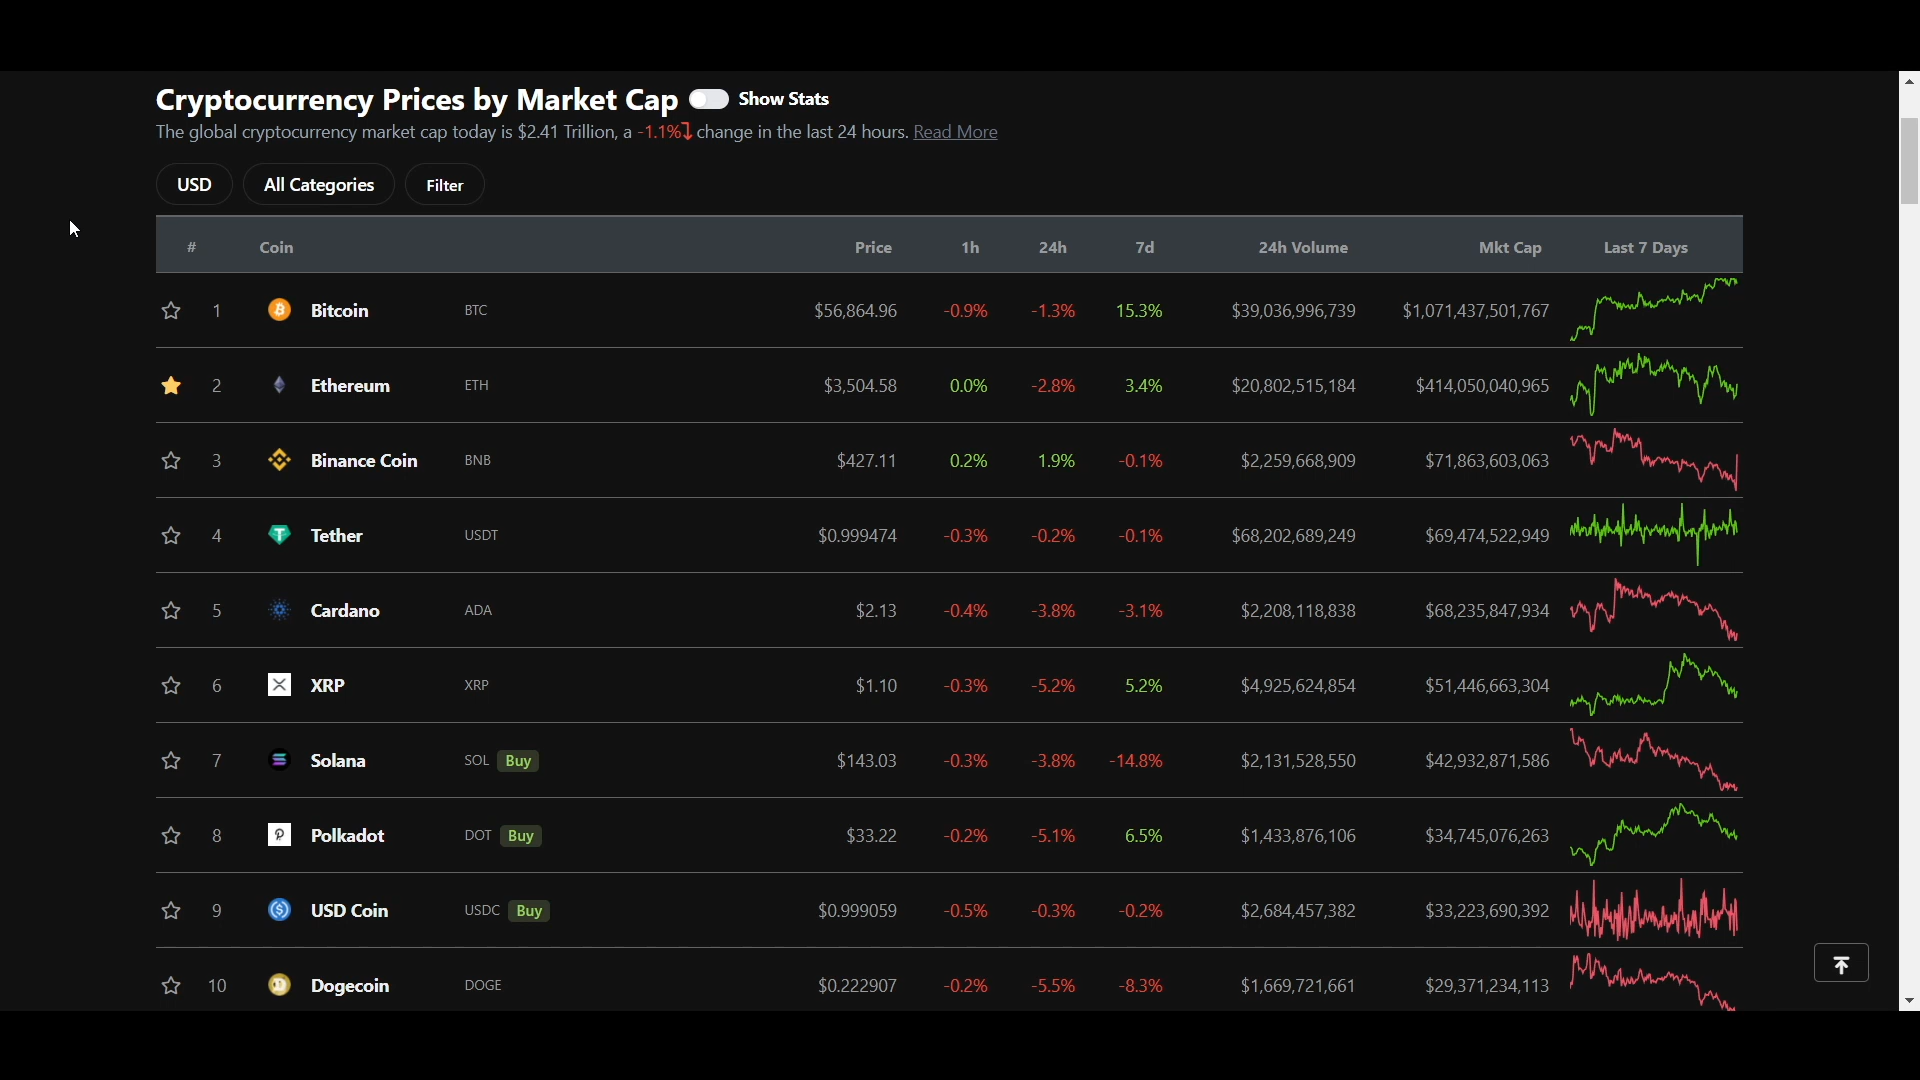 Cryptocurrency Prices by Market Cap Show Stats
The global cryptocurrency market cap today is $2.41 Trillion, a -1.1% change in the last 24 hours. Read More
USD All Categories Filter
# Coin Price 1h 24h 7d 24h Volume Mkt Cap Last 7 Days
1 Bitcoin BTC $56,864.96 -0.9% -1.3% 15.3% $39,036,996,739 $1,071,437,501,767
2 Ethereum ETH $3,504.58 0.0% -2.8% 3.4% $20,802,515,184 $414,050,040,965
3 Binance Coin BNB $427.11 0.2% 1.9% -0.1% $2,259,668,909 $71,863,603,063
4 Tether USDT $0.999474 -0.3% -0.2% -0.1% $68,202,689,249 $69,474,522,949
5 Cardano ADA $2.13 -0.4% -3.8% -3.1% $2,208,118,838 $68,235,847,934
6 XRP XRP $1.10 -0.3% -5.2% 5.2% $4,925,624,854 $51,446,663,304
7 Solana SOL Buy $143.03 -0.3% -3.8% -14.8% $2,131,528,550 $42,932,871,586
8 Polkadot DOT Buy $33.22 -0.2% -5.1% 6.5% $1,433,876,106 $34,745,076,263
9 USD Coin USDC Buy $0.999059 -0.5% -0.3% -0.2% $2,684,457,382 $33,223,690,392
10 Dogecoin DOGE $0.222907 -0.2% -5.5% -8.3% $1,669,721,661 $29,371,234,113